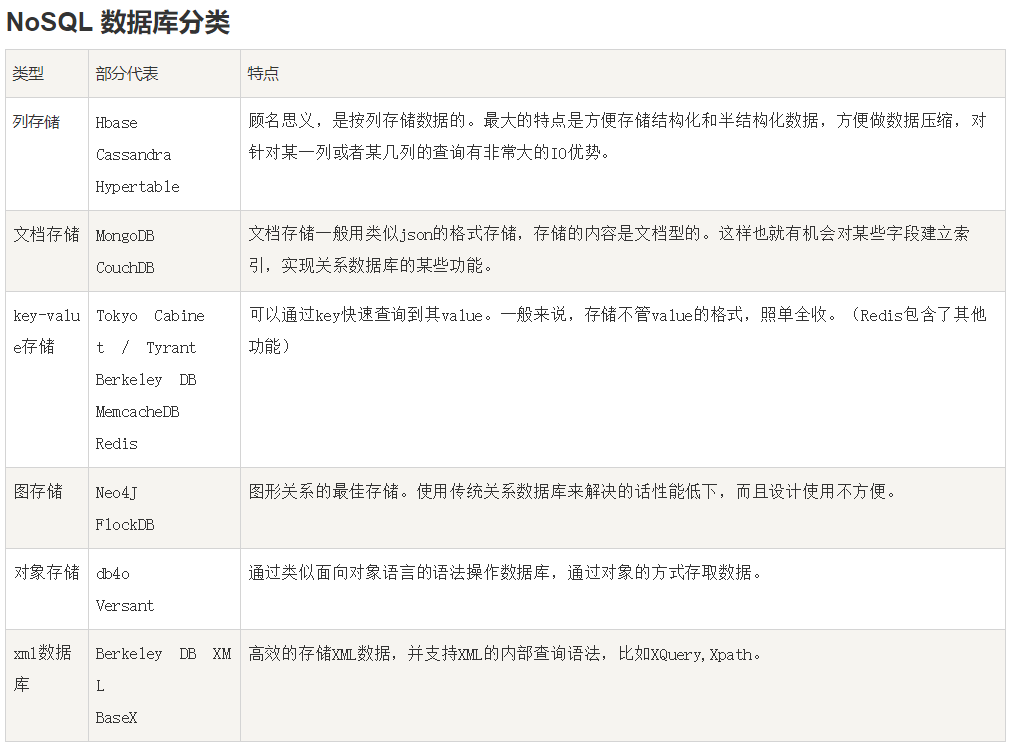 NoSQL 数据库分类
类型 部分代表 特点
列存储
Hbase
Cassandra
Hypertable
顾名思义，是按列存储数据的。最大的特点是方便存储结构化和半结构化数据，方便做数据压缩，对
针对某一列或者某几列的查询有非常大的IO优势。
文档存储
MongoDB
CouchDB
文档存储一般用类似json的格式存储，存储的内容是文档型的。这样也就有机会对某些字段建立索
引，实现关系数据库的某些功能。
key-valu
e存储
Tokyo Cabine
t / Tyrant
Berkeley DB
MemcacheDB
Redis
可以通过key快速查询到其value。一般来说，存储不管value的格式，照单全收。（Redis包含了其他
功能）
图存储
Neo4J
FlockDB
图形关系的最佳存储。使用传统关系数据库来解决的话性能低下，而且设计使用不方便。
对象存储
db4o
Versant
通过类似面向对象语言的语法操作数据库，通过对象的方式存取数据。
xml数据
库
Berkeley DB XM
L
BaseX
高效的存储XML数据，并支持XML的内部查询语法，比如XQuery,Xpath。